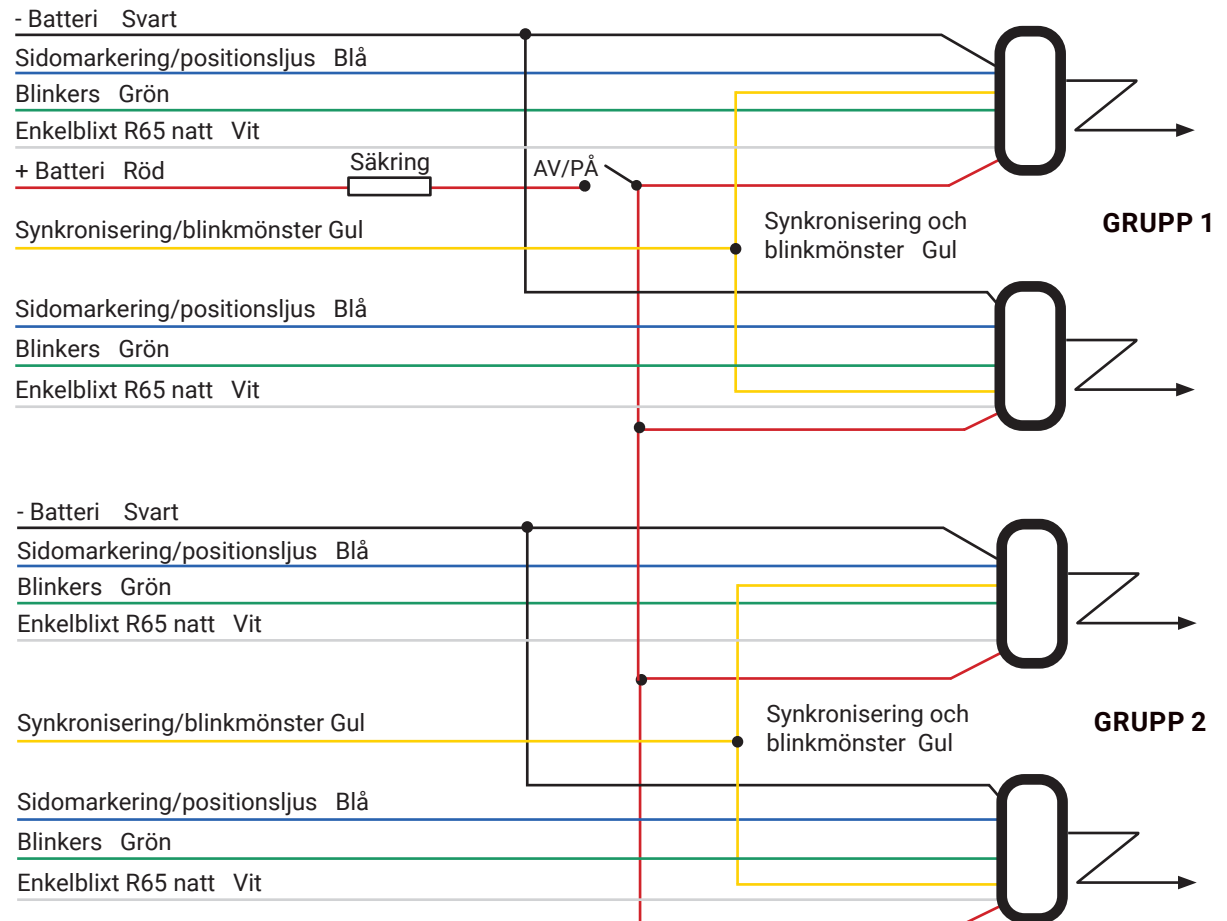 - Batteri Svart
Sidomarkering/positionsljus Blå
Blinkers Grön
Enkelblixt R65 natt Vit
+ Batteri Röd
Säkring
AV/PÅ
Synkronisering/blinkmönster Gul
Synkronisering och
blinkmönster Gul
GRUPP 1
Sidomarkering/positionsljus Blå
Blinkers Grön
Enkelblixt R65 natt Vit
- Batteri Svart
Sidomarkering/positionsljus Blå
Blinkers Grön
Enkelblixt R65 natt Vit
Synkronisering/blinkmönster Gul
Synkronisering och
blinkmönster Gul
GRUPP 2
Sidomarkering/positionsljus Blå
Blinkers Grön
Enkelblixt R65 natt Vit